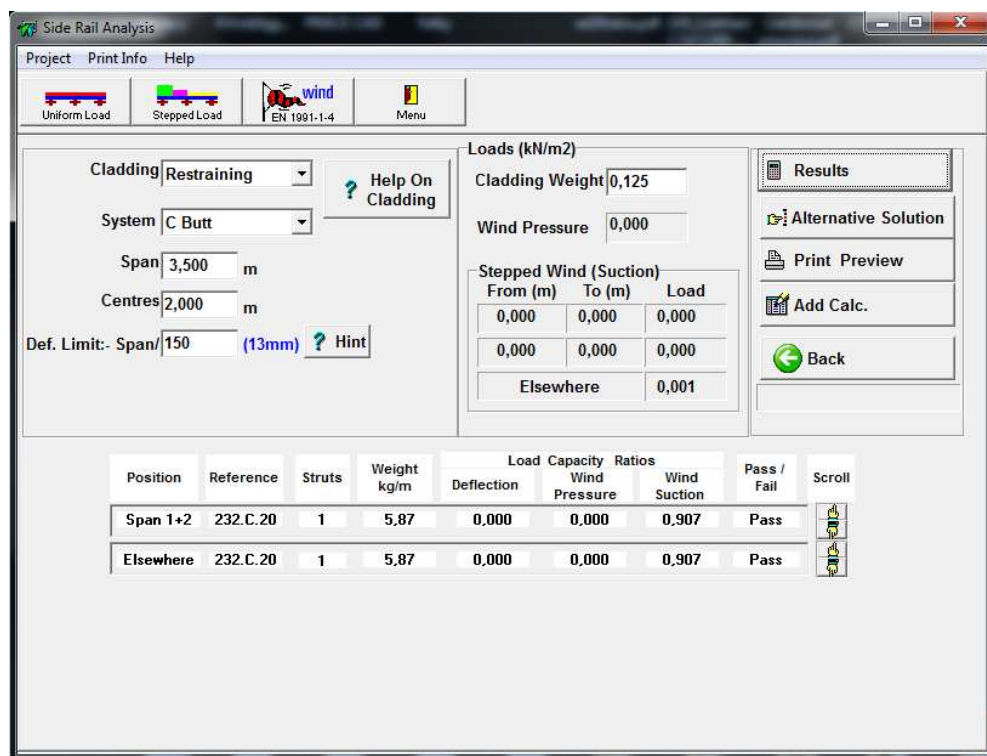 Side Rail Analysis
Project Print Info Help
Uniform Load
Stepped Load
wind
EN 1991-1-4
Menu
Cladding Restraining
? Help On Cladding
System C Butt
Span 3,500 m
Centres 2,000 m
Def. Limit:- Span/ 150 (13mm) ? Hint
Loads (kN/m2)
Cladding Weight 0,125
Wind Pressure 0,000
Stepped Wind (Suction)
From (m) To (m) Load
0,000 0,000 0,000
0,000 0,000 0,000
Elsewhere 0,001
Results
Alternative Solution
Print Preview
Add Calc.
Back
Position Reference Struts Weight kg/m Load Capacity Ratios Deflection Wind Pressure Wind Suction Pass / Fail Scroll
Span 1+2 232.C.20 1 5,87 0,000 0,000 0,907 Pass
Elsewhere 232.C.20 1 5,87 0,000 0,000 0,907 Pass